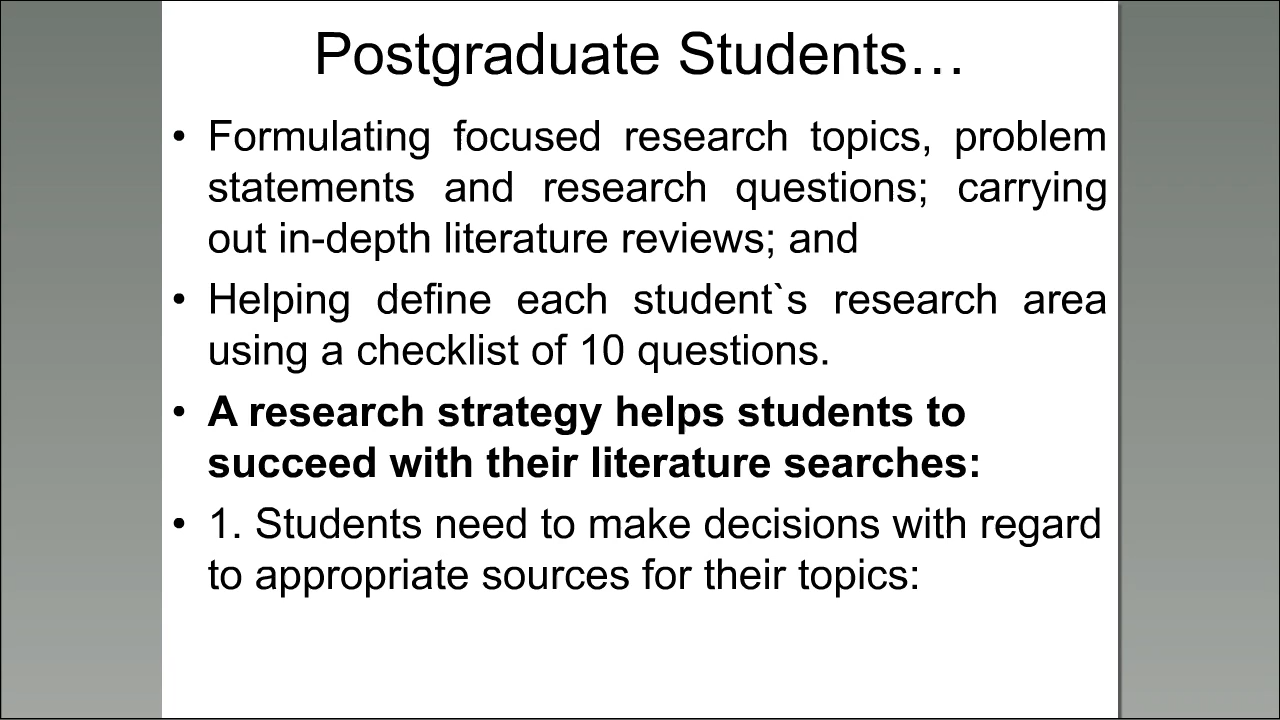 Postgraduate Students…
• Formulating focused research topics, problem
statements and research questions; carrying
out in-depth literature reviews; and
• Helping define each student`s research area
using a checklist of 10 questions.
• A research strategy helps students to
succeed with their literature searches:
• 1. Students need to make decisions with regard
to appropriate sources for their topics: